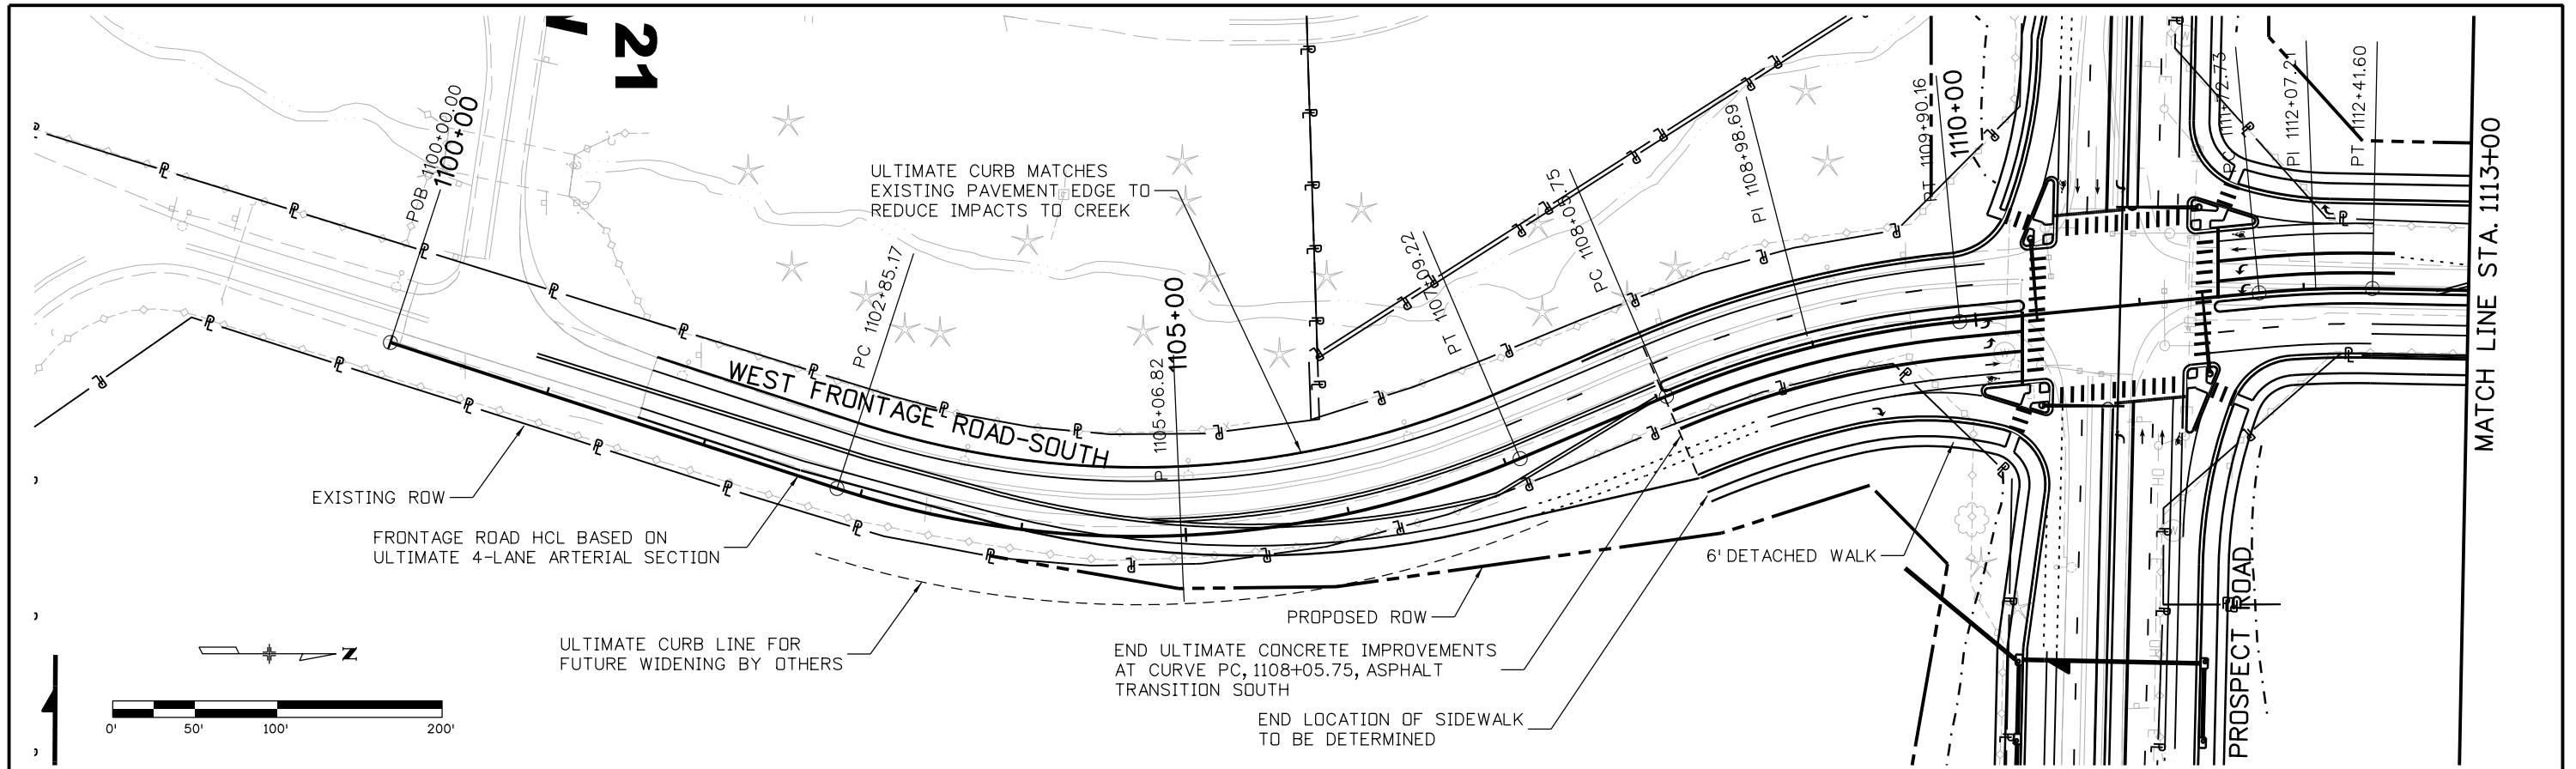 21
POB 1100+00.00
1100+00
ULTIMATE CURB MATCHES
EXISTING PAVEMENT EDGE TO
REDUCE IMPACTS TO CREEK
PC 1102+85.17
1105+06.82
1105+00
PT 1107+09.22
PC 1108+05.75
PI 1108+98.69
PT 1109+90.16
1110+00
PC 1111+72.73
PI 1112+07.21
PT 1112+41.60
MATCH LINE STA. 1113+00
WEST FRONTAGE ROAD-SOUTH
EXISTING ROW
FRONTAGE ROAD HCL BASED ON
ULTIMATE 4-LANE ARTERIAL SECTION
ULTIMATE CURB LINE FOR
FUTURE WIDENING BY OTHERS
PROPOSED ROW
END ULTIMATE CONCRETE IMPROVEMENTS
AT CURVE PC, 1108+05.75, ASPHALT
TRANSITION SOUTH
END LOCATION OF SIDEWALK
TO BE DETERMINED
6' DETACHED WALK
PROSPECT ROAD
N
0' 50' 100' 200'